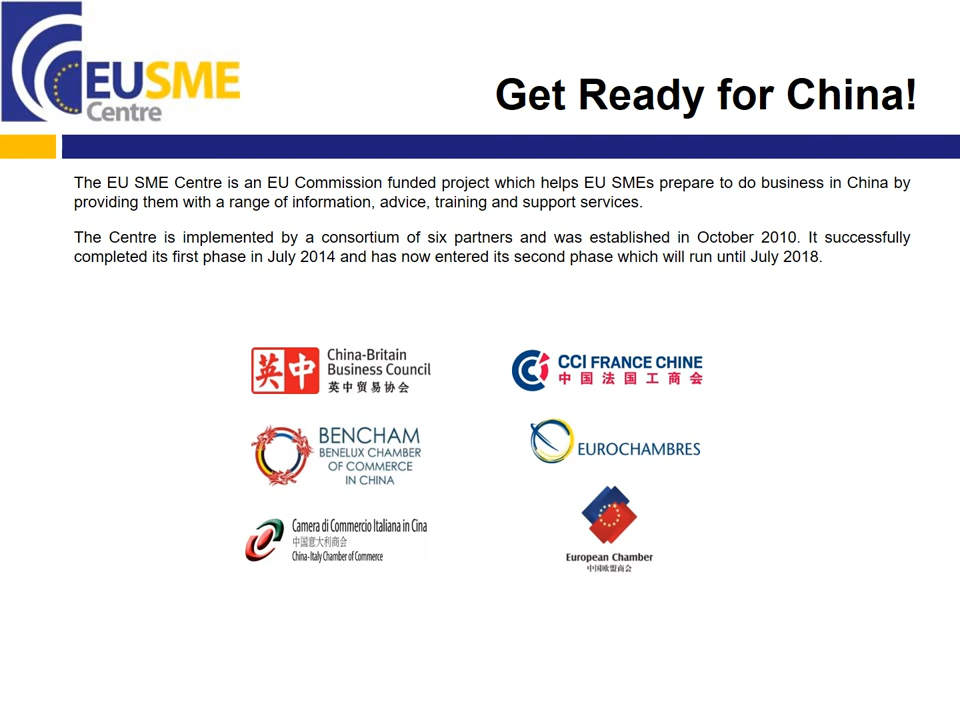 EUSME
Centre
Get Ready for China!
The EU SME Centre is an EU Commission funded project which helps EU SMEs prepare to do business in China by
providing them with a range of information, advice, training and support services.
The Centre is implemented by a consortium of six partners and was established in October 2010. It successfully
completed its first phase in July 2014 and has now entered its second phase which will run until July 2018.
英中
China-Britain
Business Council
英中贸易协会
CCI FRANCE CHINE
中国法国工商会
BENCHAM
BENELUX CHAMBER
OF COMMERCE
IN CHINA
EUROCHAMBRES
Camera di Commercio Italiana in Cina
中国意大利商会
China-Italy Chamber of Commerce
European Chamber
中国欧盟商会